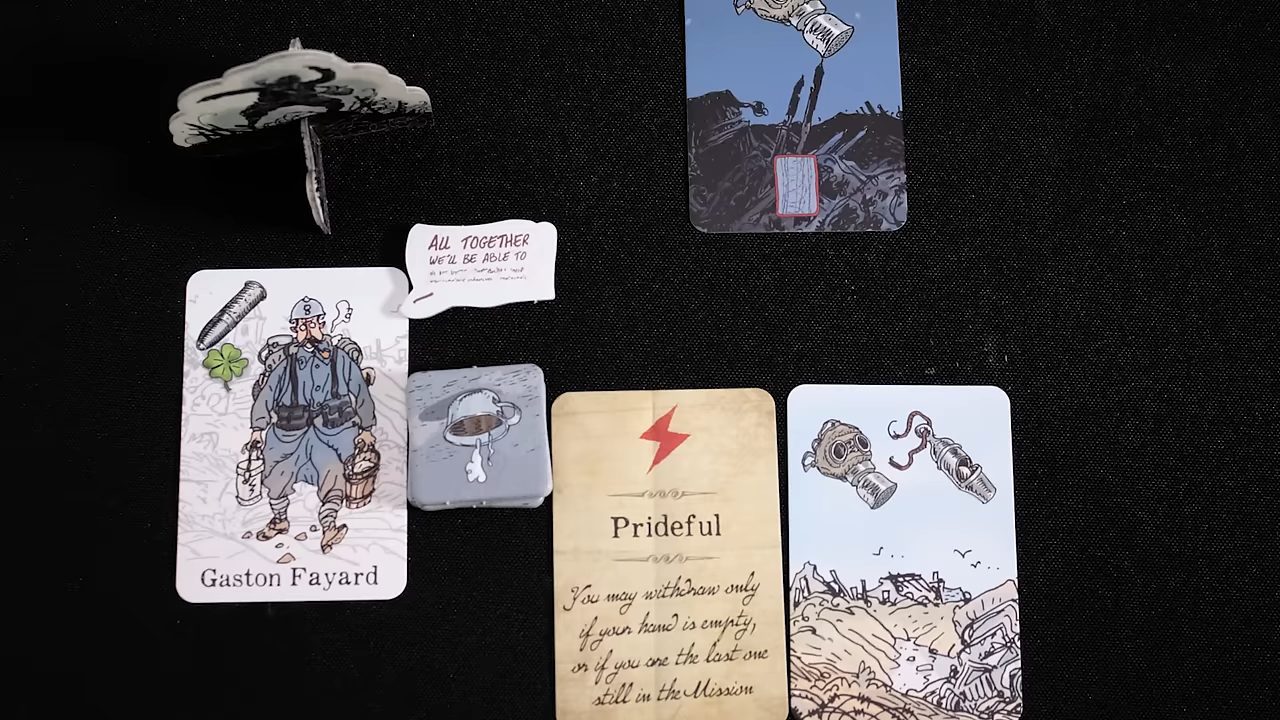 ALL TOGETHER
WE'LL BE ABLE TO
Gaston Fayard
Prideful
You may withdraw only
if your hand is empty,
or if you are the last one
still in the Mission